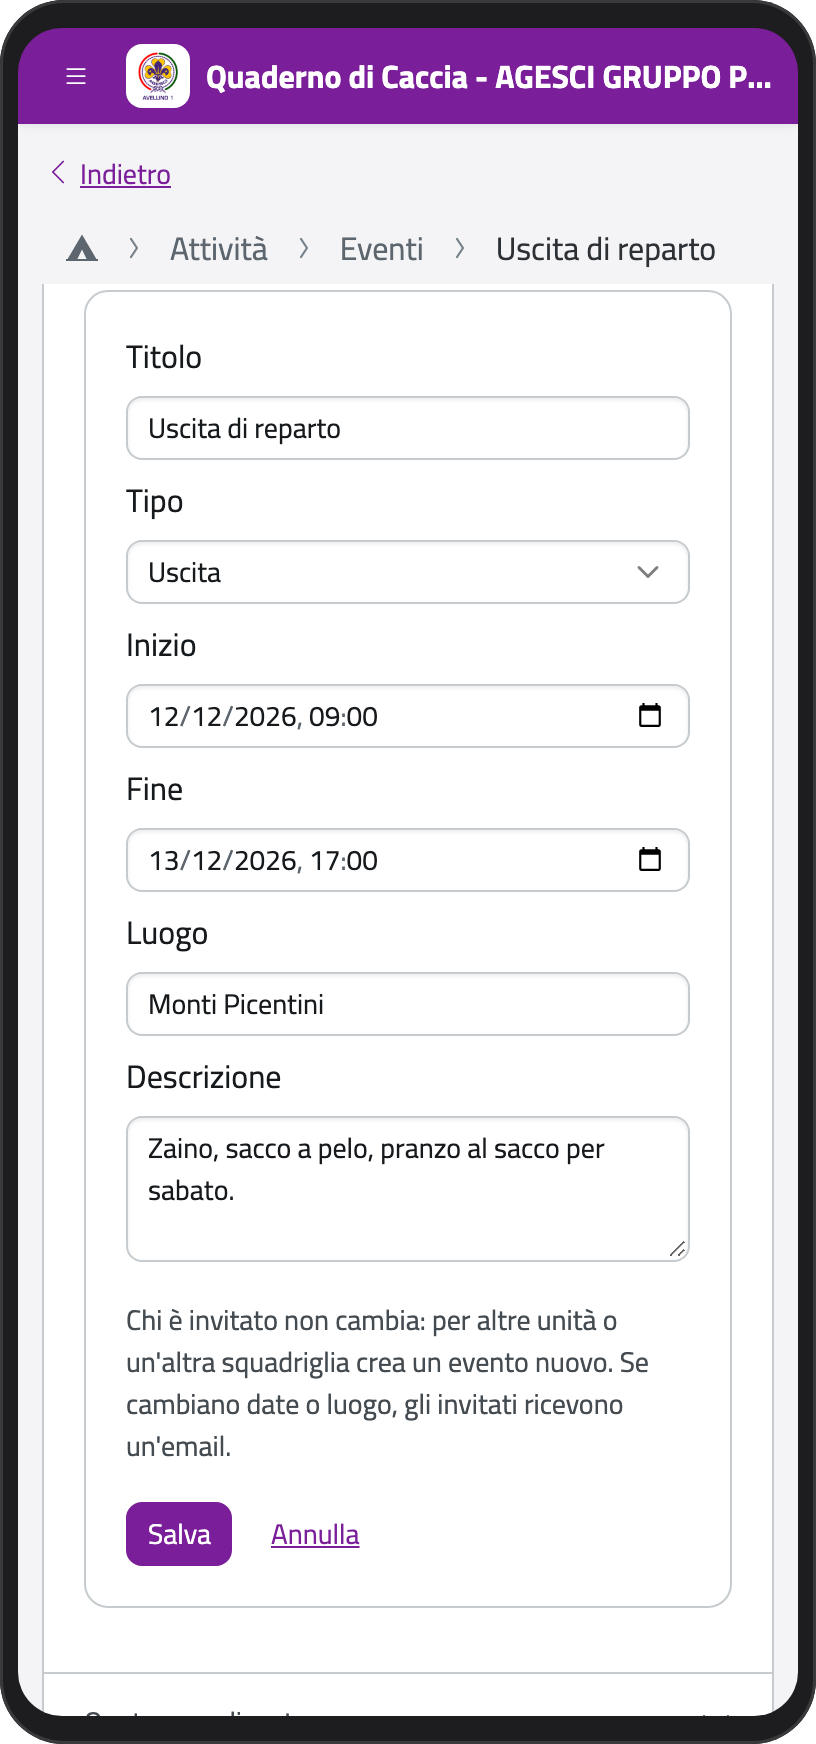 AVELLINO 1
Quaderno di Caccia - AGESCI GRUPPO P...
Indietro
Attività
Eventi
Uscita di reparto
Titolo
Uscita di reparto
Tipo
Uscita
Inizio
12/12/2026, 09:00
Fine
13/12/2026, 17:00
Luogo
Monti Picentini
Descrizione
Zaino, sacco a pelo, pranzo al sacco per
sabato.
Chi è invitato non cambia: per altre unità o
un'altra squadriglia crea un evento nuovo. Se
cambiano date o luogo, gli invitati ricevono
un'email.
Salva
Annulla